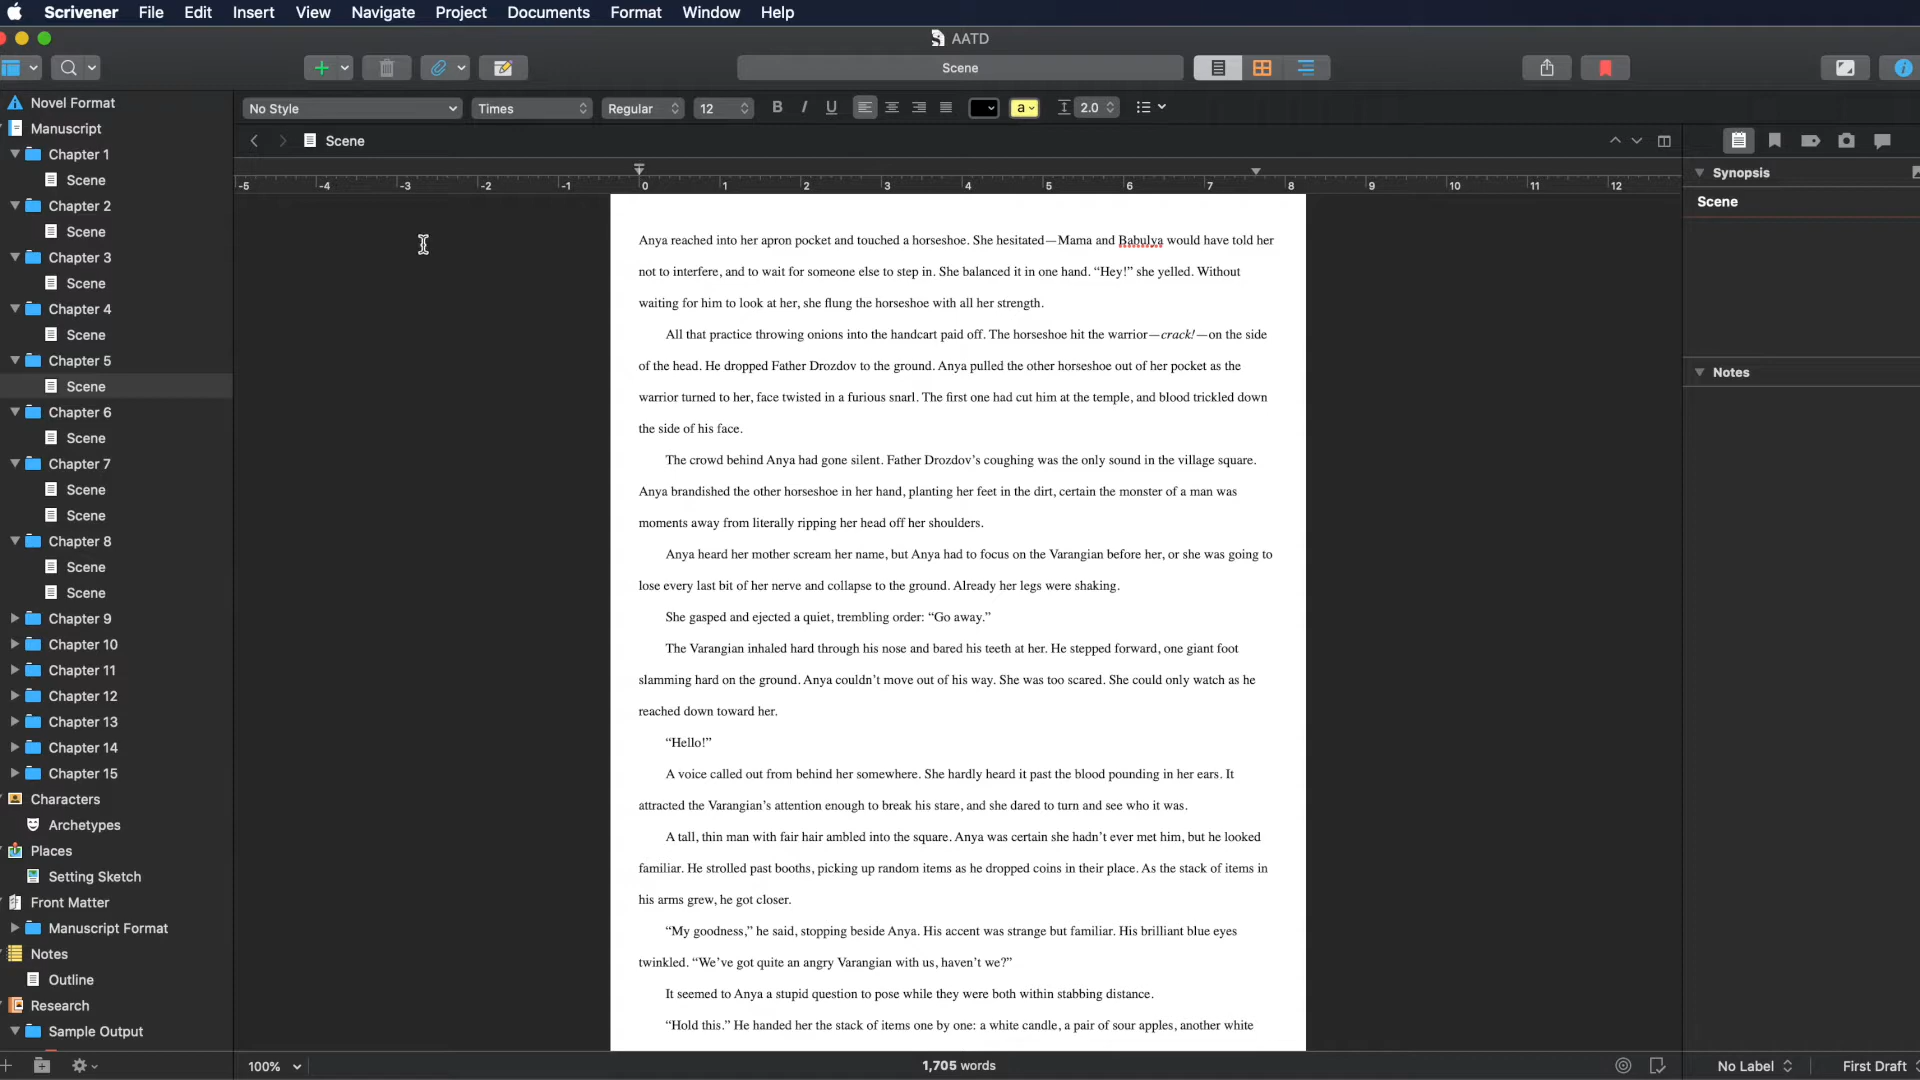 Scrivener File Edit Insert View Navigate Project Documents Format Window Help
AATD
Scene
No Style Times Regular 12 B I U a 2.0
Scene
-5 -4 -3 -2 -1 0 1 2 3 4 5 6 7 8 9 10 11 12
Novel Format
Manuscript
Chapter 1
Scene
Chapter 2
Scene
Chapter 3
Scene
Chapter 4
Scene
Chapter 5
Scene
Chapter 6
Scene
Chapter 7
Scene
Scene
Chapter 8
Scene
Scene
Chapter 9
Chapter 10
Chapter 11
Chapter 12
Chapter 13
Chapter 14
Chapter 15
Characters
Archetypes
Places
Setting Sketch
Front Matter
Manuscript Format
Notes
Outline
Research
Sample Output
Anya reached into her apron pocket and touched a horseshoe. She hesitated—Mama and Babulya would have told her
not to interfere, and to wait for someone else to step in. She balanced it in one hand. “Hey!” she yelled. Without
waiting for him to look at her, she flung the horseshoe with all her strength.
All that practice throwing onions into the handcart paid off. The horseshoe hit the warrior—crack!—on the side
of the head. He dropped Father Drozdov to the ground. Anya pulled the other horseshoe out of her pocket as the
warrior turned to her, face twisted in a furious snarl. The first one had cut him at the temple, and blood trickled down
the side of his face.
The crowd behind Anya had gone silent. Father Drozdov’s coughing was the only sound in the village square.
Anya brandished the other horseshoe in her hand, planting her feet in the dirt, certain the monster of a man was
moments away from literally ripping her head off her shoulders.
Anya heard her mother scream her name, but Anya had to focus on the Varangian before her, or she was going to
lose every last bit of her nerve and collapse to the ground. Already her legs were shaking.
She gasped and ejected a quiet, trembling order: “Go away.”
The Varangian inhaled hard through his nose and bared his teeth at her. He stepped forward, one giant foot
slamming hard on the ground. Anya couldn’t move out of his way. She was too scared. She could only watch as he
reached down toward her.
“Hello!”
A voice called out from behind her somewhere. She hardly heard it past the blood pounding in her ears. It
attracted the Varangian’s attention enough to break his stare, and she dared to turn and see who it was.
A tall, thin man with fair hair ambled into the square. Anya was certain she hadn’t ever met him, but he looked
familiar. He strolled past booths, picking up random items as he dropped coins in their place. As the stack of items in
his arms grew, he got closer.
“My goodness,” he said, stopping beside Anya. His accent was strange but familiar. His brilliant blue eyes
twinkled. “We’ve got quite an angry Varangian with us, haven’t we?”
It seemed to Anya a stupid question to pose while they were both within stabbing distance.
“Hold this.” He handed her the stack of items one by one: a white candle, a pair of sour apples, another white
Synopsis
Scene
Notes
100% 1,705 words No Label First Draft